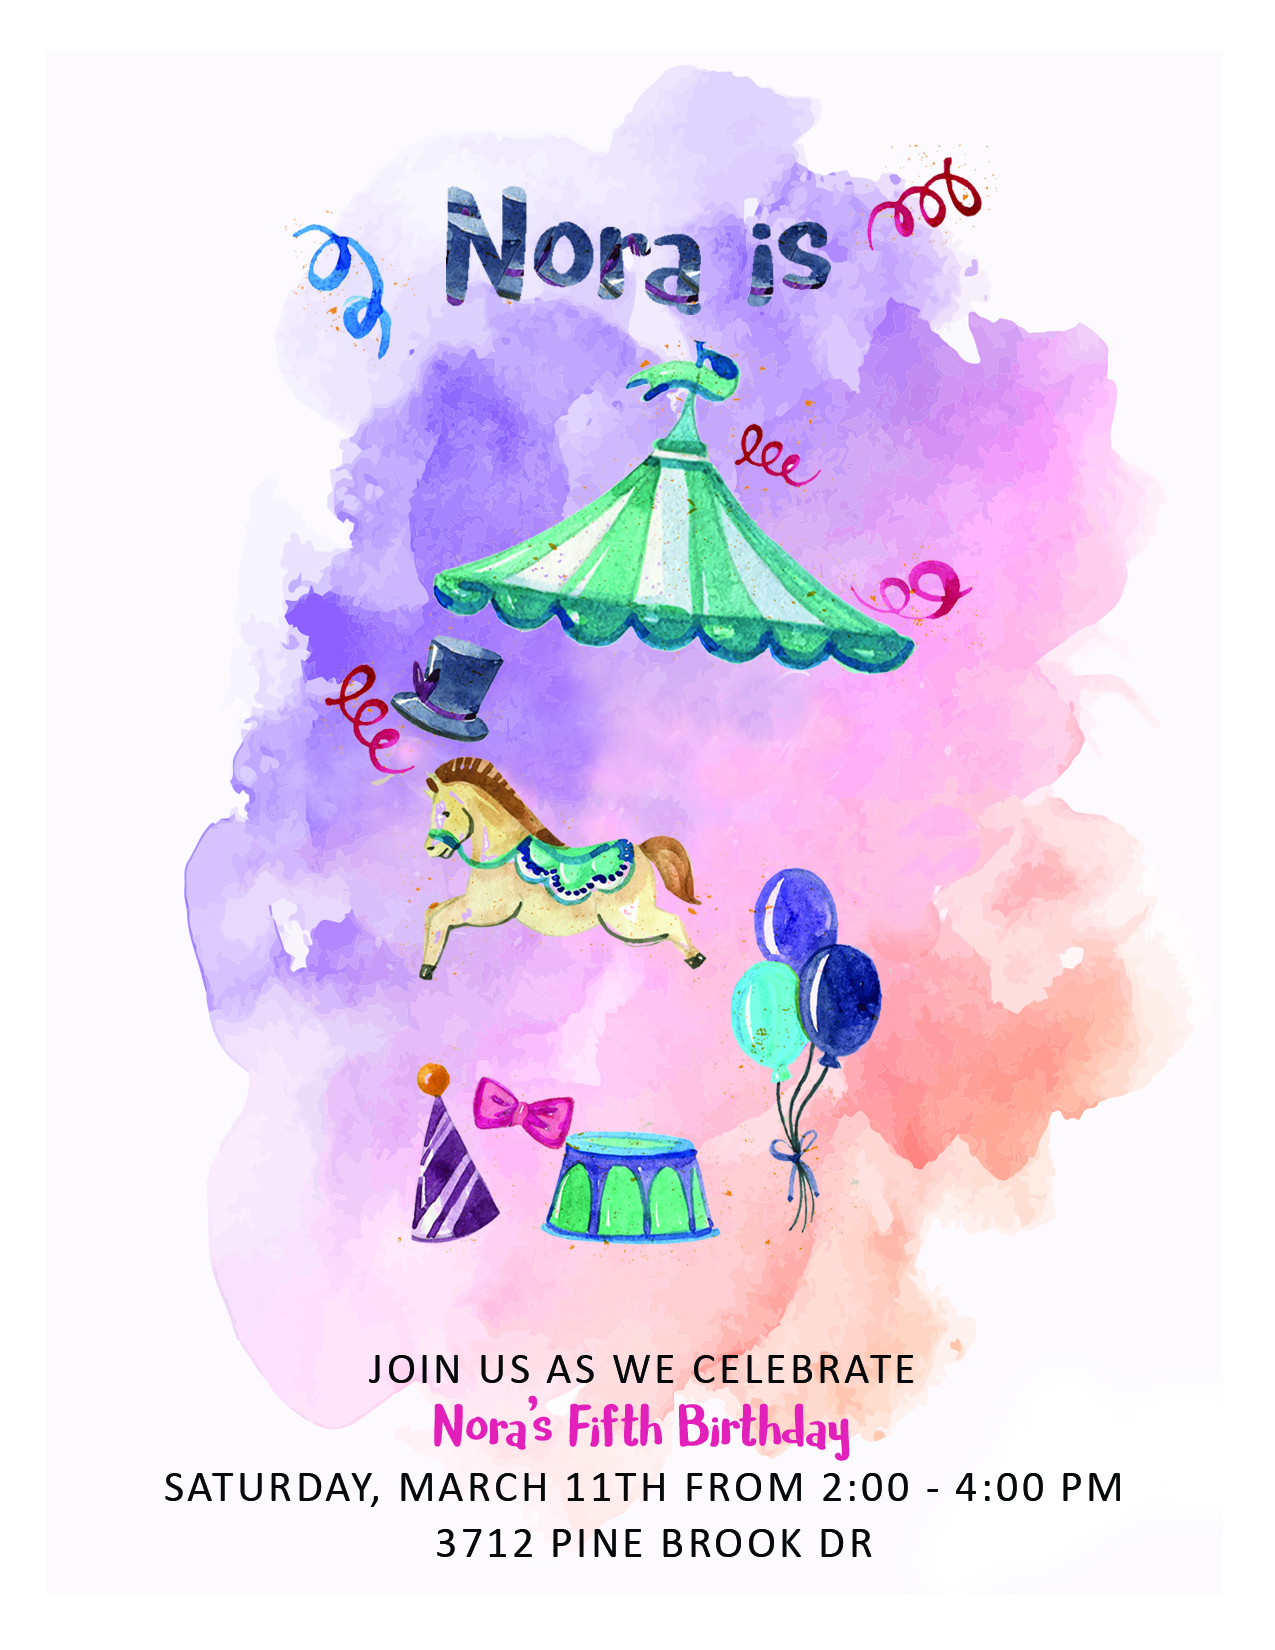 Nora is
JOIN US AS WE CELEBRATE
Nora's Fifth Birthday
SATURDAY, MARCH 11TH FROM 2:00 - 4:00 PM
3712 PINE BROOK DR